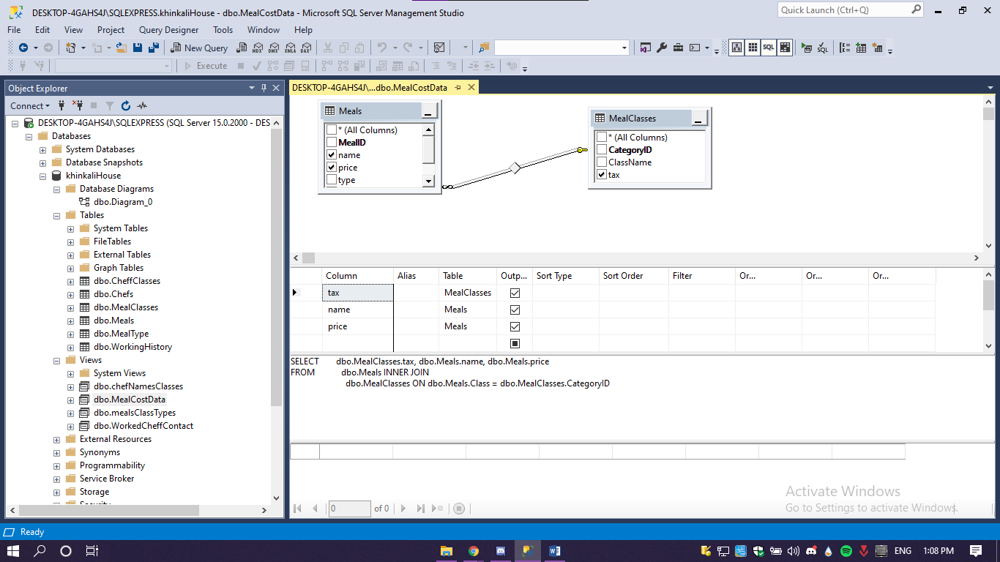 DESKTOP-4GAHS4J\SQLEXPRESS.khinkaliHouse - dbo.MealCostData - Microsoft SQL Server Management Studio
Quick Launch (Ctrl+Q)
File Edit View Project Query Designer Tools Window Help
New Query
MDX DMX XMLA DAX
SQL
SQL
Execute
Object Explorer
Connect
DESKTOP-4GAHS4J\SQLEXPRESS (SQL Server 15.0.2000 - DES
Databases
System Databases
Database Snapshots
khinkaliHouse
Database Diagrams
dbo.Diagram_0
Tables
System Tables
FileTables
External Tables
Graph Tables
dbo.CheffClasses
dbo.Chefs
dbo.MealClasses
dbo.Meals
dbo.MealType
dbo.WorkingHistory
Views
System Views
dbo.chefNamesClasses
dbo.MealCostData
dbo.mealsClassTypes
dbo.WorkedCheffContact
External Resources
Synonyms
Programmability
Service Broker
Storage
Security
DESKTOP-4GAHS4J\...dbo.MealCostData
Meals
* (All Columns)
MealID
name
price
type
MealClasses
* (All Columns)
CategoryID
ClassName
tax
Column Alias Table Outp... Sort Type Sort Order Filter Or... Or... Or...
tax MealClasses
name Meals
price Meals
SELECT dbo.MealClasses.tax, dbo.Meals.name, dbo.Meals.price
FROM dbo.Meals INNER JOIN
dbo.MealClasses ON dbo.Meals.Class = dbo.MealClasses.CategoryID
Activate Windows
Go to Settings to activate Windows.
0 of 0
Ready
ENG 1:08 PM